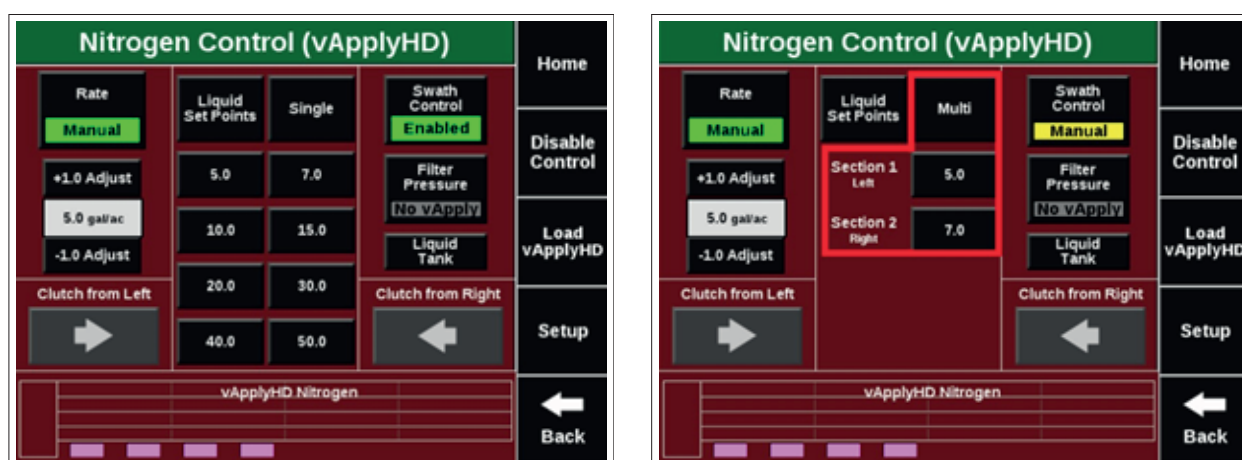 Nitrogen Control (vApplyHD)
Home
Rate
Manual
Liquid
Set Points
Single
Swath
Control
Enabled
Disable
Control
+1.0 Adjust
5.0 gal/ac
-1.0 Adjust
5.0
7.0
10.0
15.0
Filter
Pressure
No vApply
Liquid
Tank
Load
vApplyHD
Clutch from Left
20.0
30.0
40.0
50.0
Clutch from Right
Setup
vApplyHD Nitrogen
Back
Nitrogen Control (vApplyHD)
Home
Rate
Manual
Liquid
Set Points
Multi
Swath
Control
Manual
Disable
Control
+1.0 Adjust
5.0 gal/ac
-1.0 Adjust
Section 1
Left
5.0
Section 2
Right
7.0
Filter
Pressure
No vApply
Liquid
Tank
Load
vApplyHD
Clutch from Left
Clutch from Right
Setup
vApplyHD Nitrogen
Back